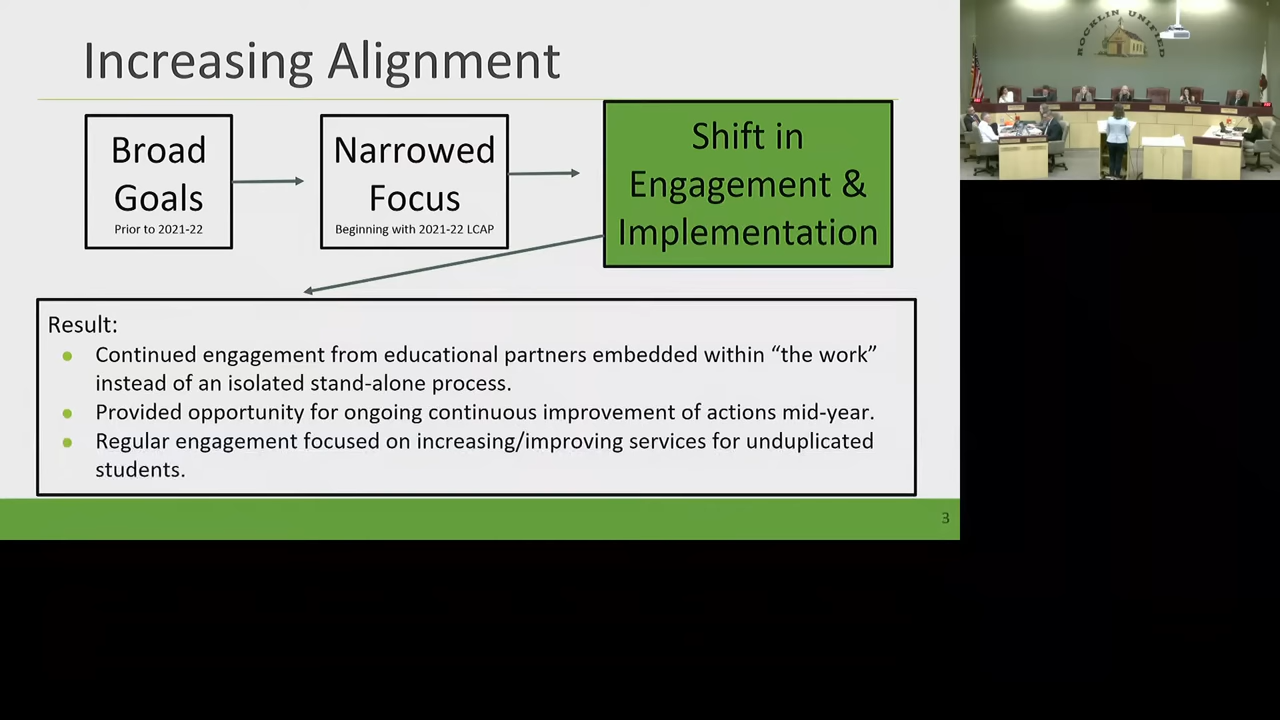 Increasing Alignment
Broad
Goals
Prior to 2021-22
Narrowed
Focus
Beginning with 2021-22 LCAP
Shift in
Engagement &
Implementation
Result:
● Continued engagement from educational partners embedded within “the work”
instead of an isolated stand-alone process.
● Provided opportunity for ongoing continuous improvement of actions mid-year.
● Regular engagement focused on increasing/improving services for unduplicated
students.
3
ROCKLIN UNIFIED